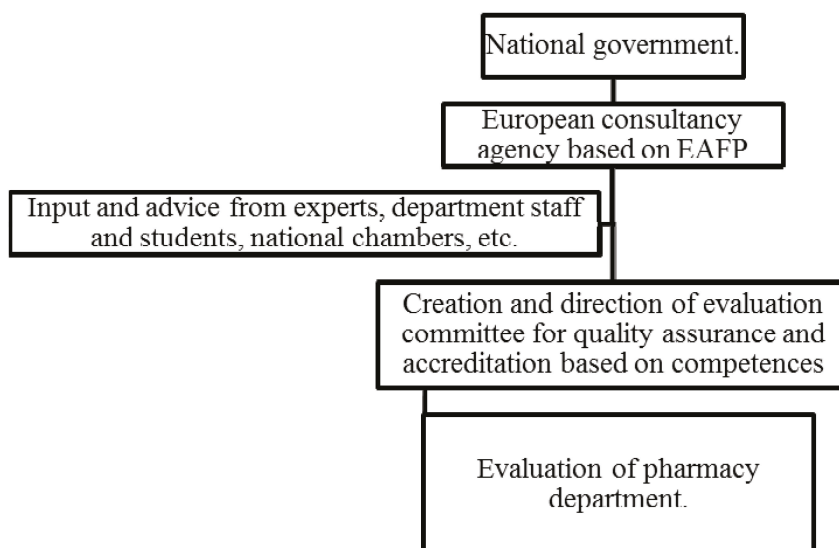 National government.
European consultancy
agency based on EAFP
Input and advice from experts, department staff
and students, national chambers, etc.
Creation and direction of evaluation
committee for quality assurance and
accreditation based on competences
Evaluation of pharmacy
department.